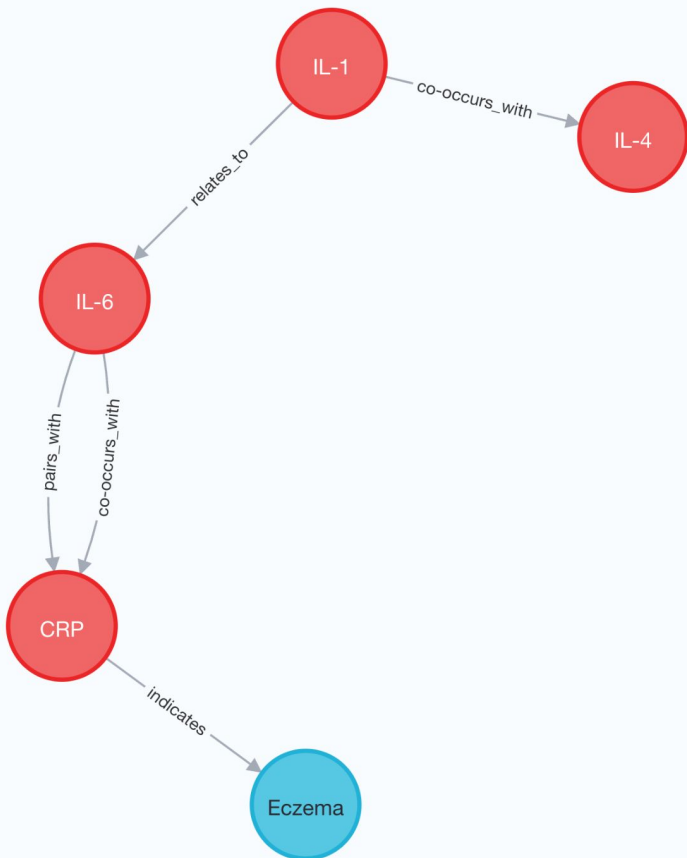 IL-1
co-occurs_with
IL-4
relates_to
IL-6
pairs_with
co-occurs_with
CRP
indicates
Eczema